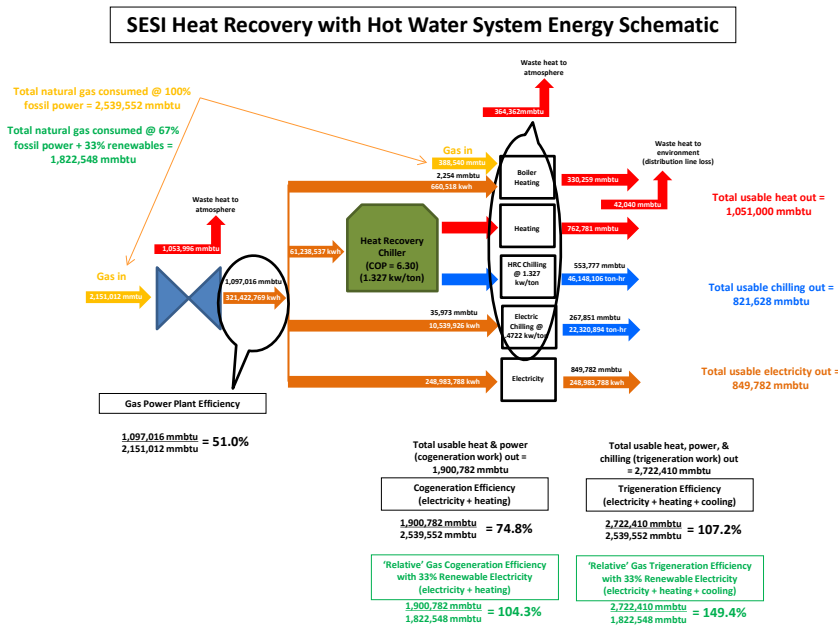 SESI Heat Recovery with Hot Water System Energy Schematic
Waste heat to
atmosphere
364,362mmbtu
Total natural gas consumed @ 100%
fossil power = 2,539,552 mmbtu
Total natural gas consumed @ 67%
fossil power + 33% renewables =
1,822,548 mmbtu
Waste heat to
environment
(distribution line loss)
42,040 mmbtu
Gas in
388,540 mmbtu
2,254 mmbtu
660,518 kwh
Boiler
Heating
330,259 mmbtu
Waste heat to
atmosphere
1,053,996 mmbtu
Total usable heat out =
1,051,000 mmbtu
Heating
762,781 mmbtu
61,238,537 kwh
Heat Recovery
Chiller
(COP = 6.30)
(1.327 kw/ton)
HRC Chilling
@ 1.327
kw/ton
553,777 mmbtu
46,148,106 ton-hr
Gas in
2,151,012 mmbtu
1,097,016 mmbtu
321,422,769 kwh
Total usable chilling out =
821,628 mmbtu
35,973 mmbtu
10,539,926 kwh
Electric
Chilling @
.4722 kw/ton
267,851 mmbtu
22,320,894 ton-hr
248,983,788 kwh
Electricity
849,782 mmbtu
248,983,788 kwh
Total usable electricity out =
849,782 mmbtu
Gas Power Plant Efficiency
1,097,016 mmbtu
2,151,012 mmbtu
= 51.0%
Total usable heat & power
(cogeneration work) out =
1,900,782 mmbtu
Cogeneration Efficiency
(electricity + heating)
1,900,782 mmbtu
2,539,552 mmbtu
= 74.8%
'Relative' Gas Cogeneration Efficiency
with 33% Renewable Electricity
(electricity + heating)
1,900,782 mmbtu
1,822,548 mmbtu
= 104.3%
Total usable heat, power, &
chilling (trigeneration work) out
= 2,722,410 mmbtu
Trigeneration Efficiency
(electricity + heating + cooling)
2,722,410 mmbtu
2,539,552 mmbtu
= 107.2%
'Relative' Gas Trigeneration Efficiency
with 33% Renewable Electricity
(electricity + heating + cooling)
2,722,410 mmbtu
1,822,548 mmbtu
= 149.4%